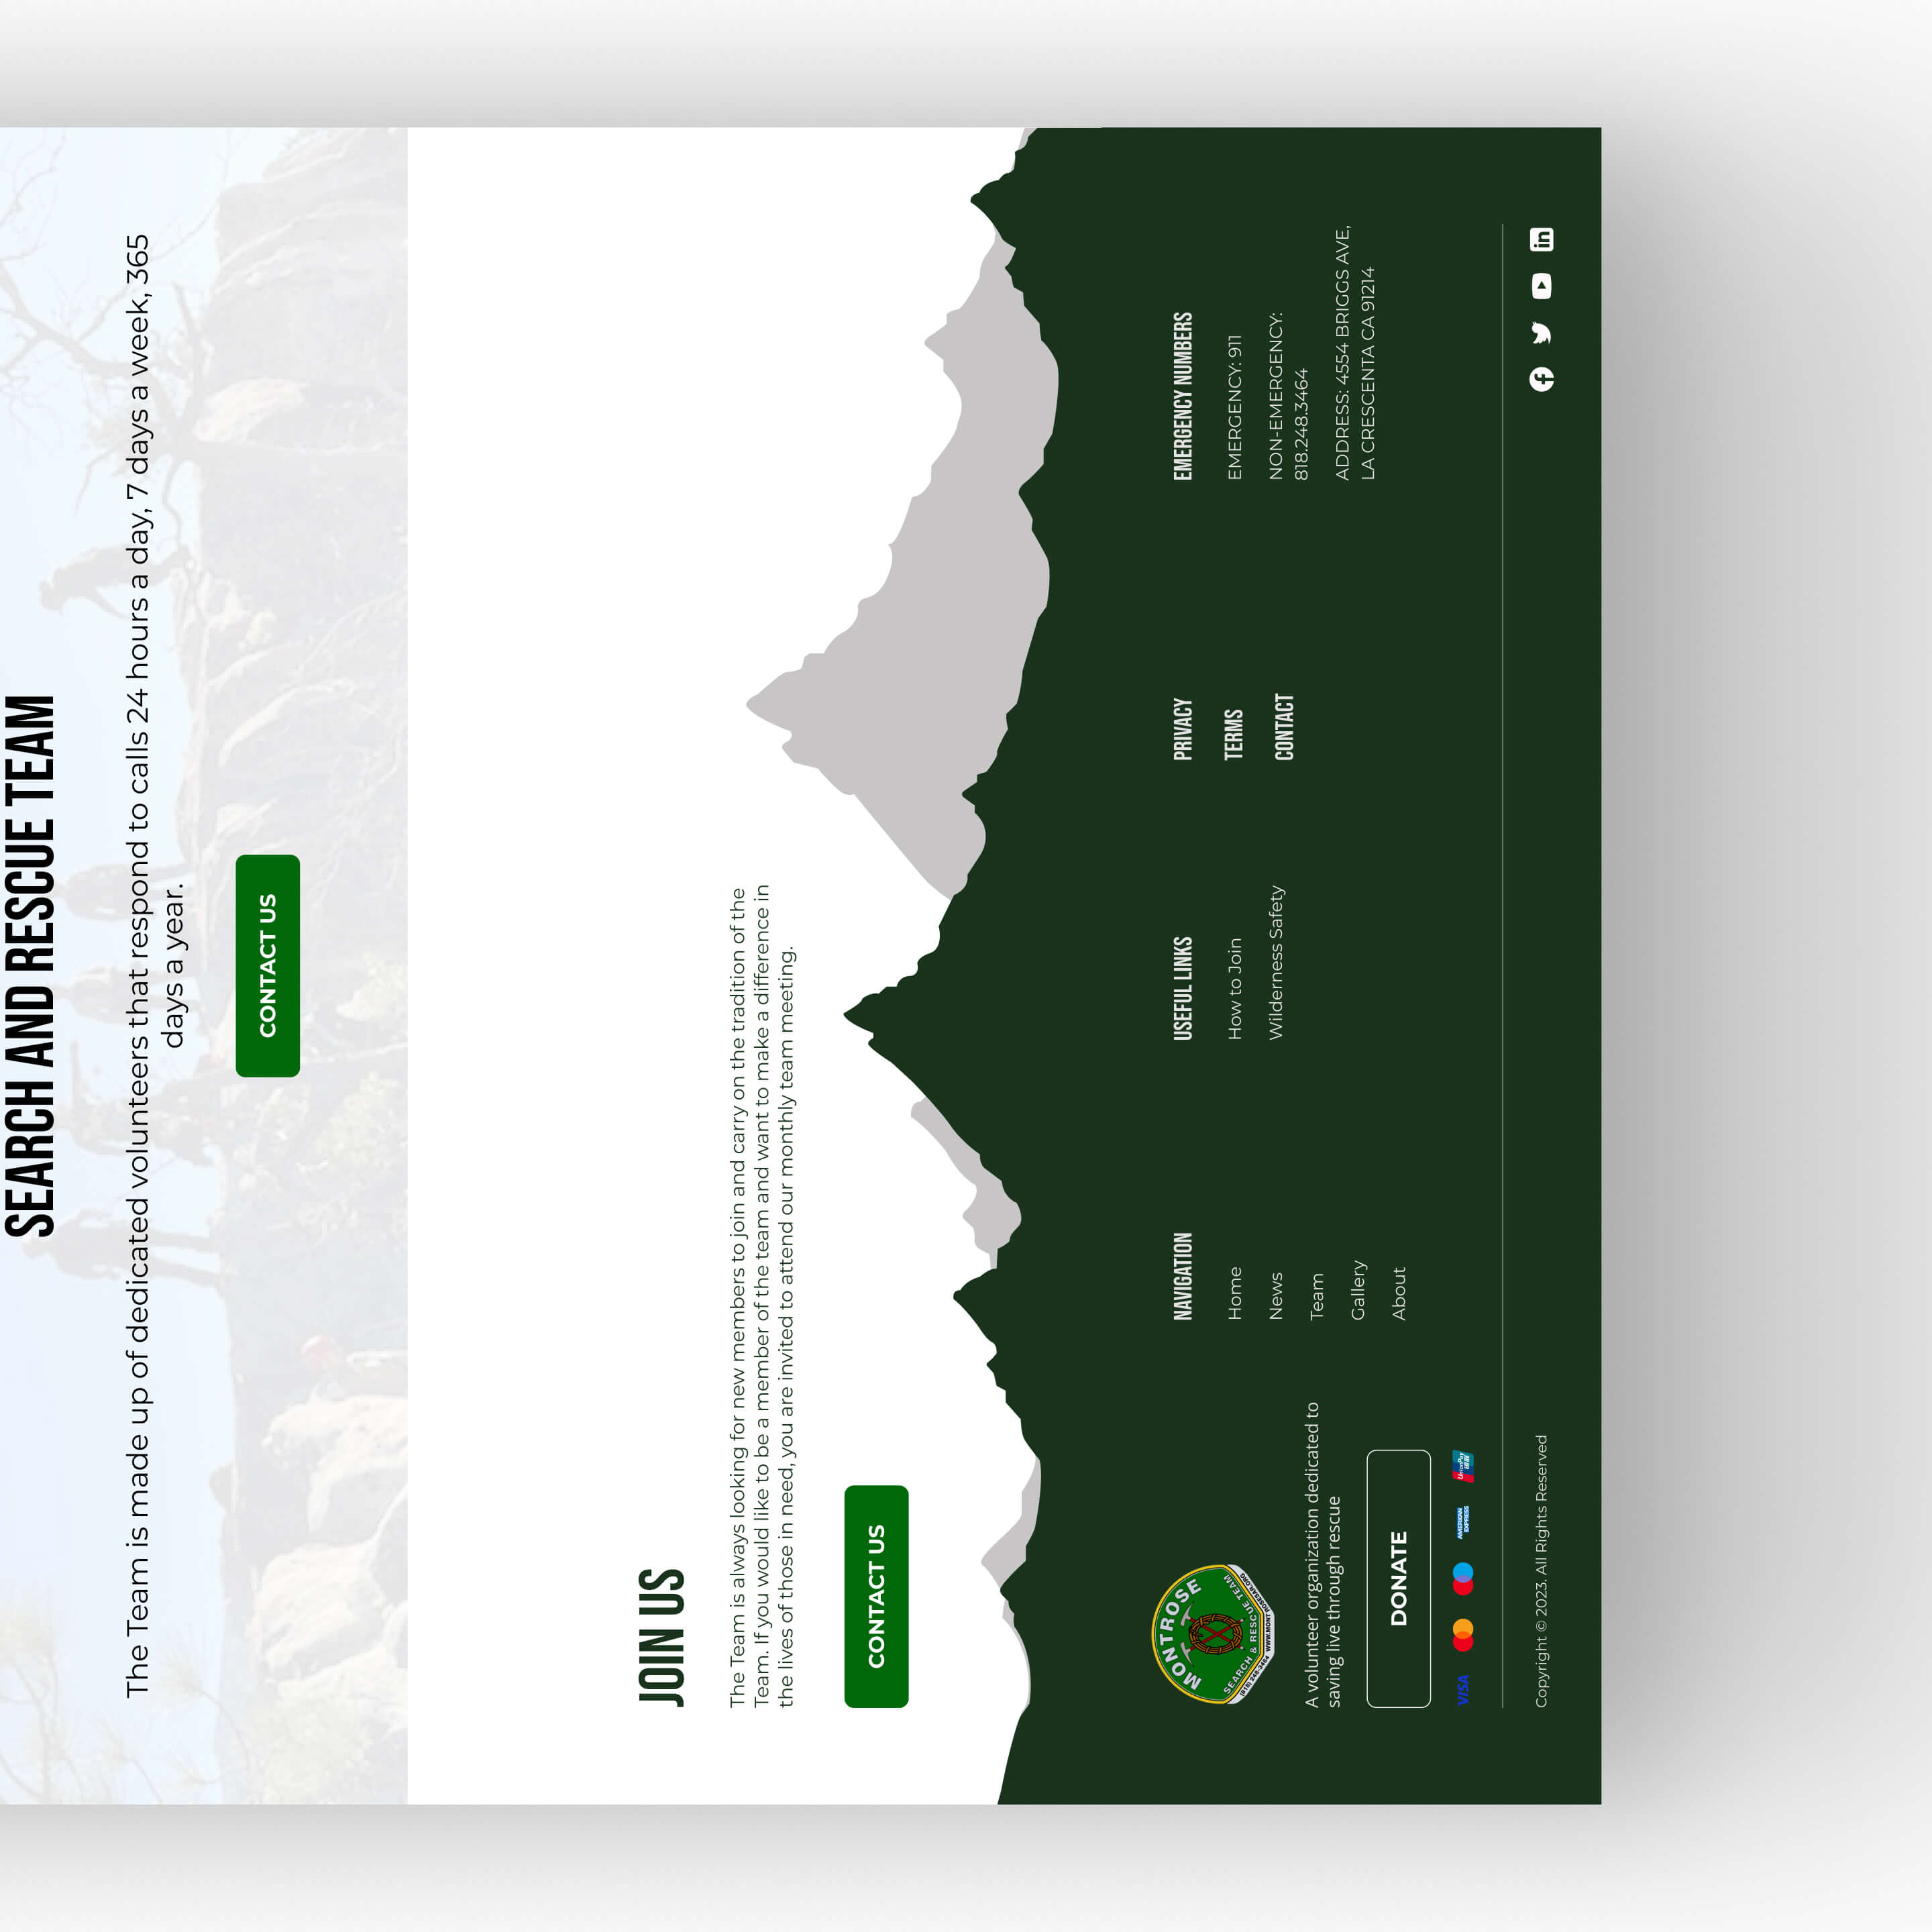 SEARCH AND RESCUE TEAM
The Team is made up of dedicated volunteers that respond to calls 24 hours a day, 7 days a week, 365
days a year.
CONTACT US
JOIN US
The Team is always looking for new members to join and carry on the tradition of the
Team. If you would like to be a member of the team and want to make a difference in
the lives of those in need, you are invited to attend our monthly team meeting.
CONTACT US
MONTROSE
SEARCH & RESCUE TEAM
A volunteer organization dedicated to
saving live through rescue
DONATE
VISA
AMERICAN
EXPRESS
UnionPay
银联
NAVIGATION
Home
News
Team
Gallery
About
USEFUL LINKS
How to Join
Wilderness Safety
PRIVACY
TERMS
CONTACT
EMERGENCY NUMBERS
EMERGENCY: 911
NON-EMERGENCY:
818.248.3464
ADDRESS: 4554 BRIGGS AVE,
LA CRESCENTA CA 91214
Copyright © 2023. All Rights Reserved